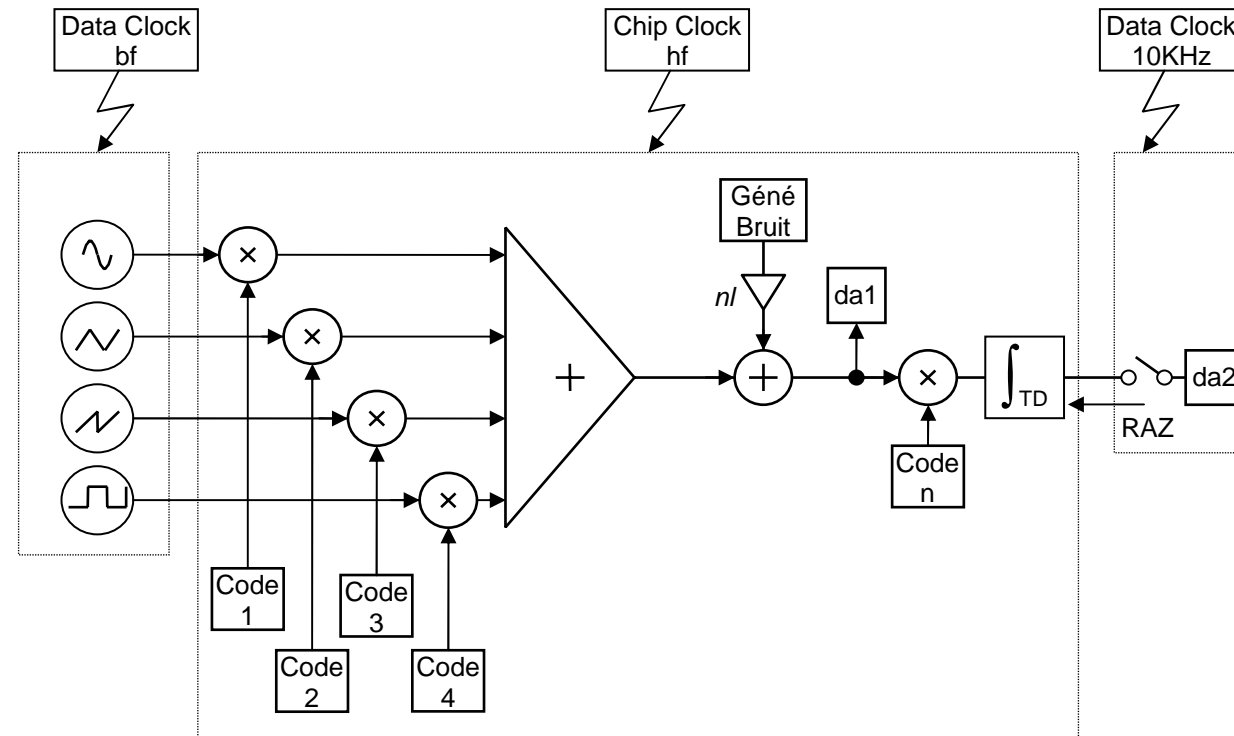 Data Clock
bf
Chip Clock
hf
Data Clock
10KHz
Géné
Bruit
nl
da1
+
+
×
×
×
×
×
∫TD
da2
RAZ
Code
n
Code
1
Code
2
Code
3
Code
4